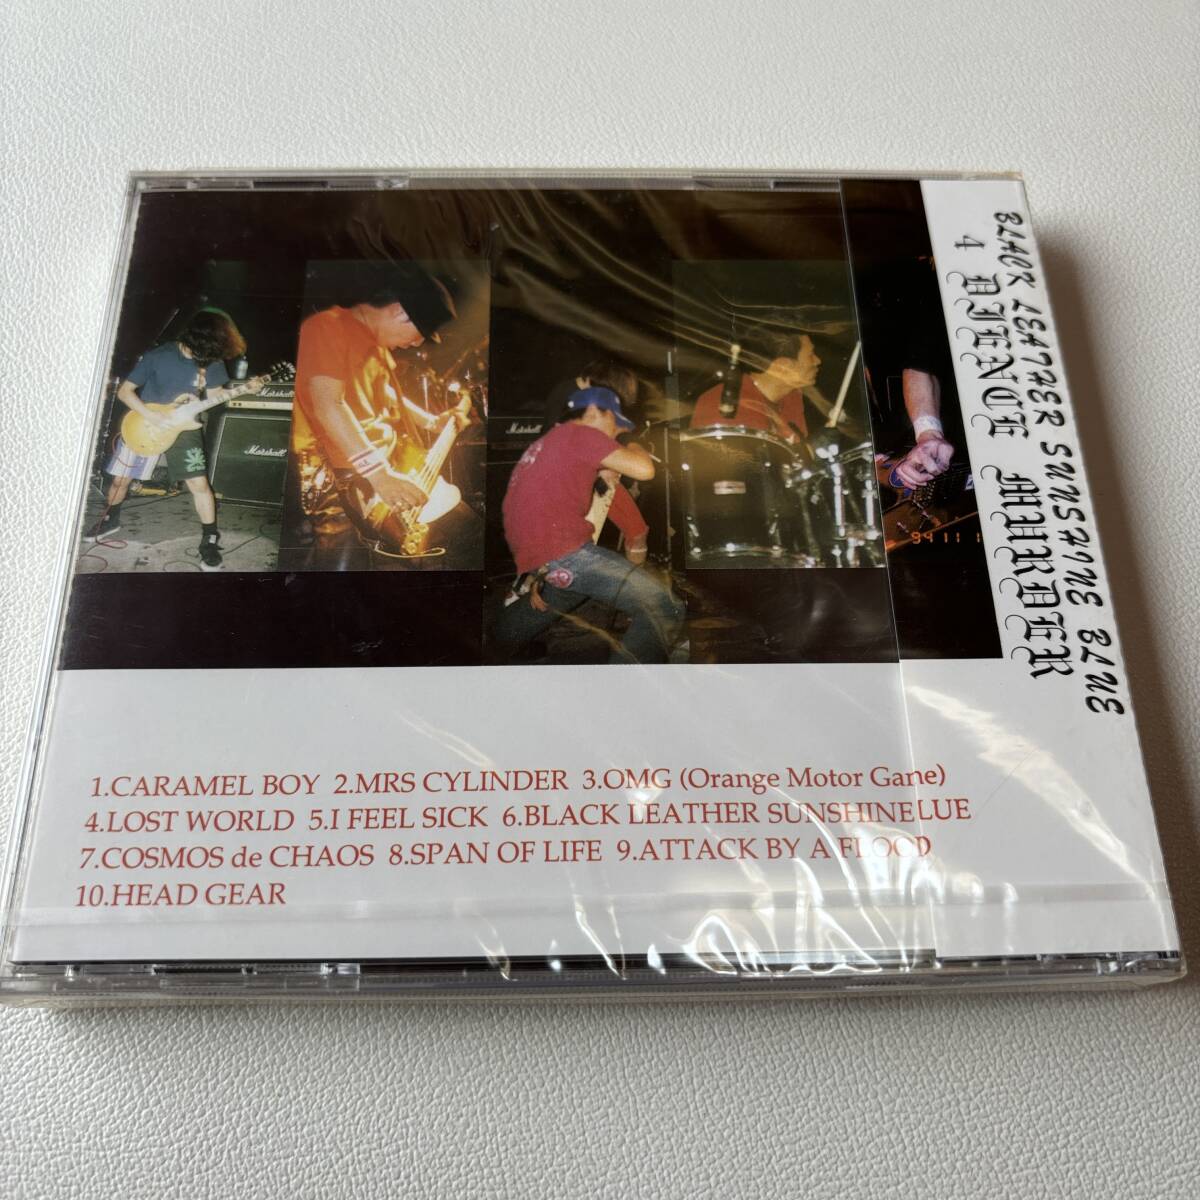 BLACK LEATHER SUNSHINE BLUE
4 DIENCE MURDER
Marshall
Marshall
Marshall
1.CARAMEL BOY 2.MRS CYLINDER 3.OMG (Orange Motor Gane)
4.LOST WORLD 5.I FEEL SICK 6.BLACK LEATHER SUNSHINE LUE
7.COSMOS de CHAOS 8.SPAN OF LIFE 9.ATTACK BY A FLOOD
10.HEAD GEAR